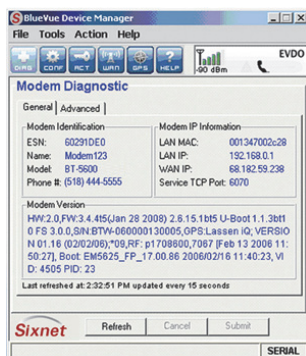 BlueVue Device Manager
File Tools Action Help
DIAG CONF ACT WAN GPS HELP
-90 dBm
EVDO
Modem Diagnostic
General Advanced
Modem Identification
ESN: 60291DE0
Name: Modem123
Model: BT-5600
Phone #: (518) 444-5555
Modem IP Information
LAN MAC: 001347002c28
LAN IP: 192.168.0.1
WAN IP: 68.182.59.238
Service TCP Port: 6070
Modem Version
HW:2.0,FW:3.4.4t5(Jan 28 2008) 2.6.15.1bt5 U-Boot 1.1.3bt1
0 FS 3.0.0,S/N:BTW-060000130005,GPS:Lassen iQ; VERSIO
N 01.16 (02/02/06);*09,RF: p1708600,7067 [Feb 13 2006 11:
50:27], Boot: EM5625_FP_17.00.86 2006/02/16 11:40:23, VI
D: 4505 PID: 23
Last refreshed at: 2:32:51 PM updated every 15 seconds
Sixnet
Refresh Cancel Submit
SERIAL